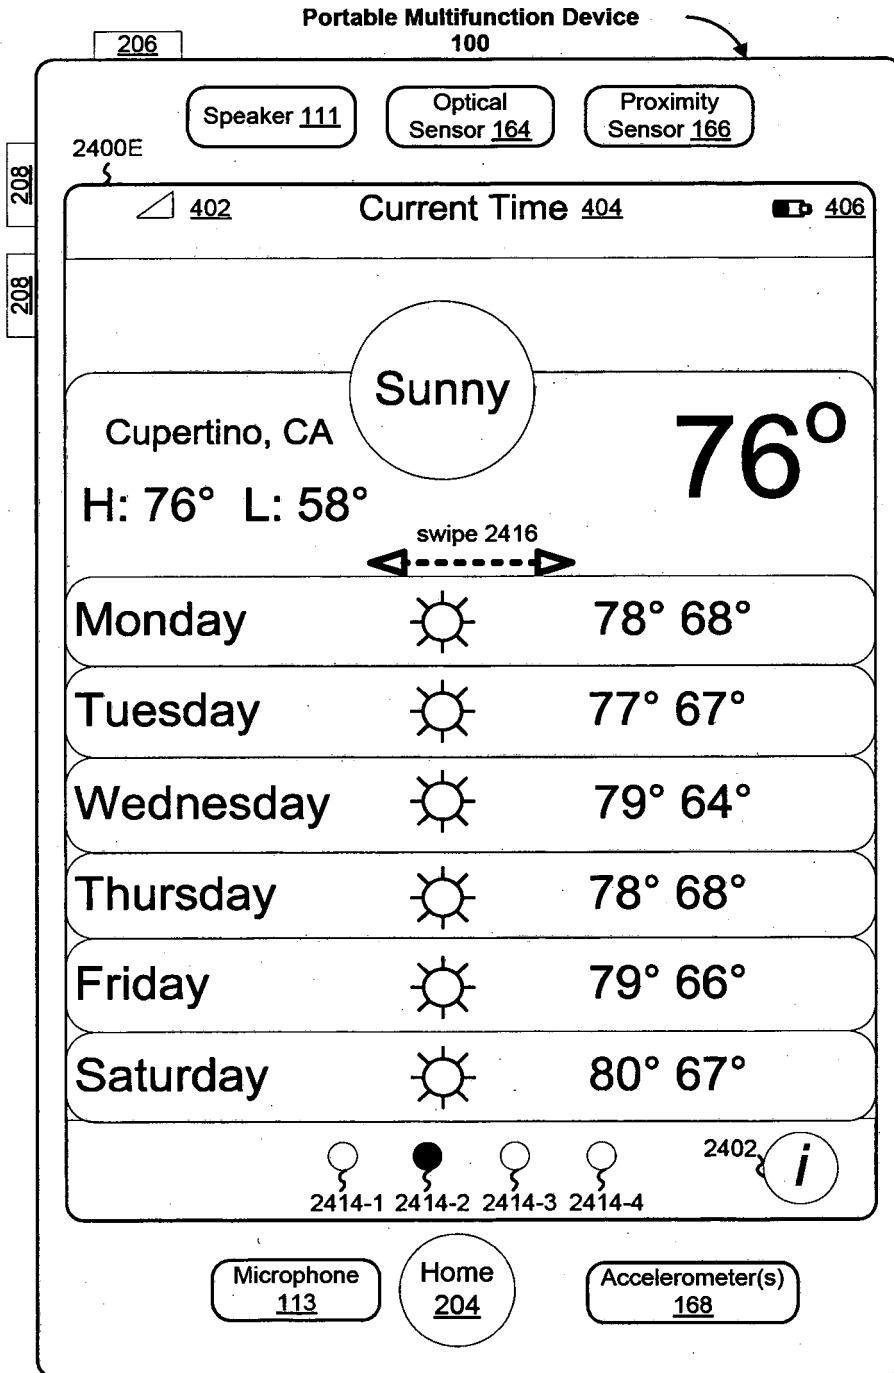 Portable Multifunction Device
100
206
Speaker 111
Optical
Sensor 164
Proximity
Sensor 166
2400E
208
208
402
Current Time 404
406
Sunny
Cupertino, CA
76°
H: 76° L: 58°
swipe 2416
Monday 78° 68°
Tuesday 77° 67°
Wednesday 79° 64°
Thursday 78° 68°
Friday 79° 66°
Saturday 80° 67°
2402
i
2414-1 2414-2 2414-3 2414-4
Microphone
113
Home
204
Accelerometer(s)
168